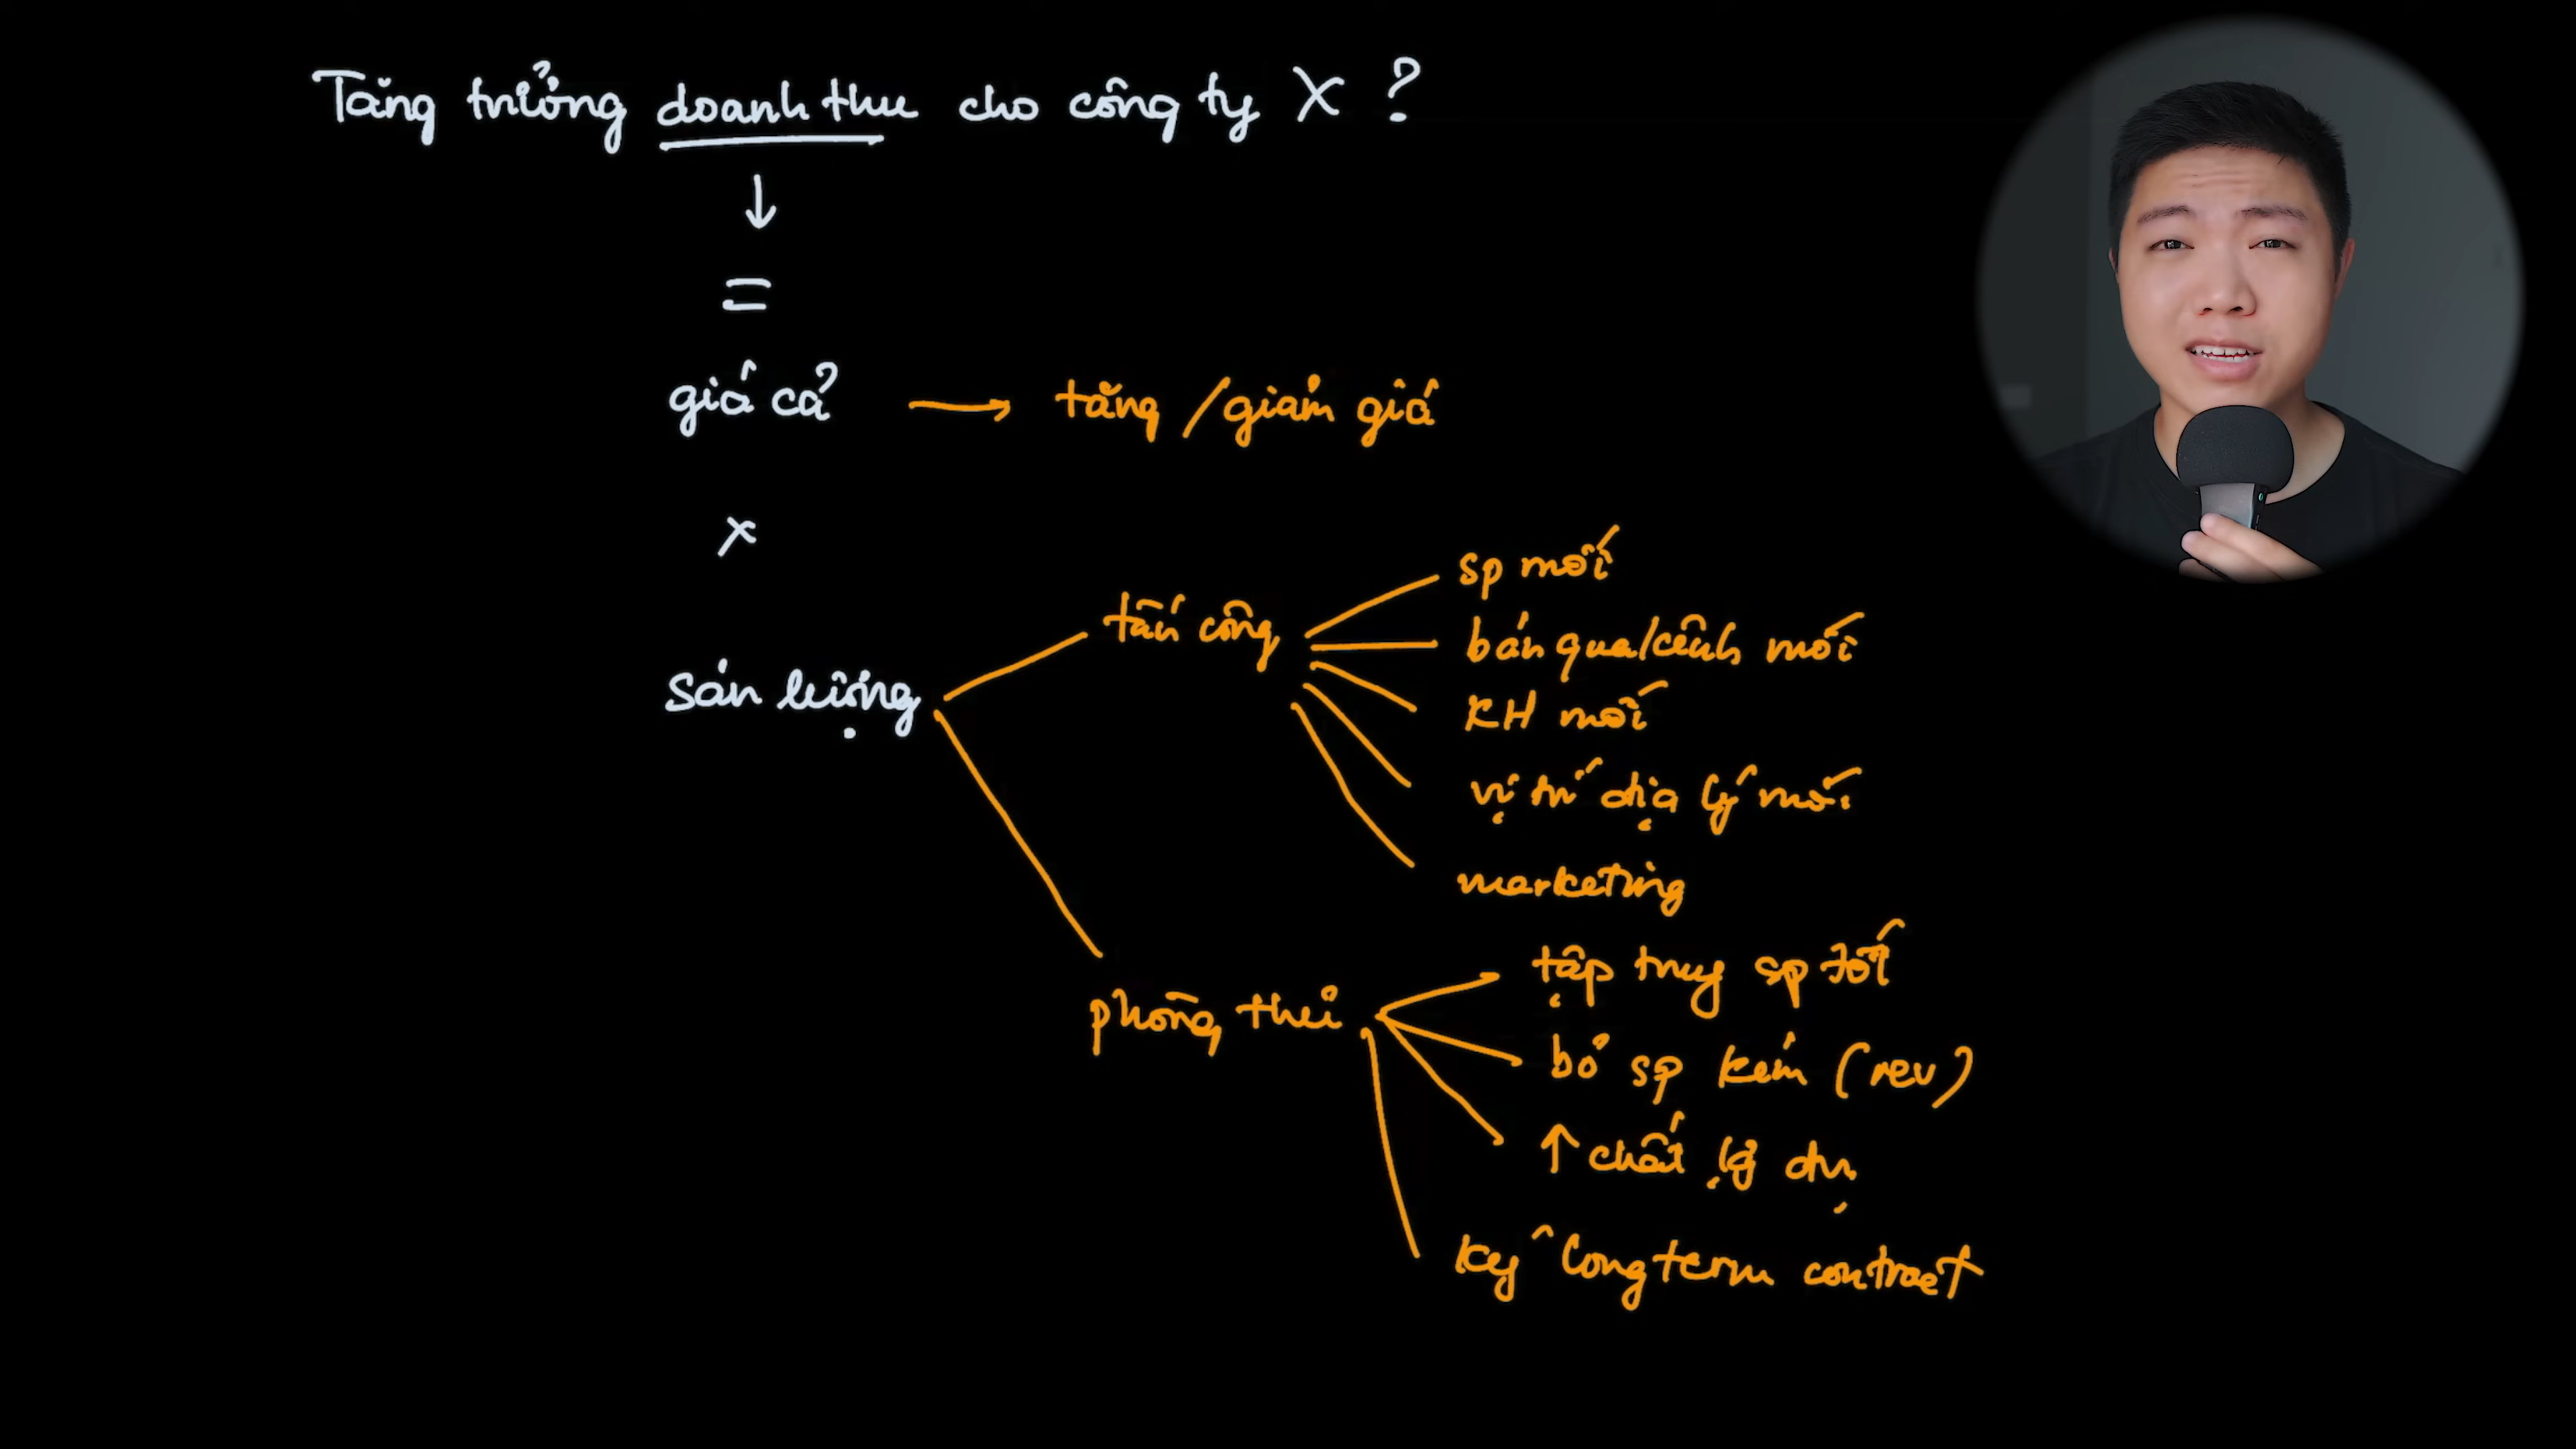 Tăng trưởng doanh thu cho công ty X ?
↓
=
giá cả → tăng / giảm giá
x
sản lượng
tấn công
sp mới
bán qua kênh mới
KH mới
vị trí địa lý mới
marketing
phòng thủ
tập trug sp tốt
bỏ sp kém (rev)
↑ chất lg dv
ký long term contract